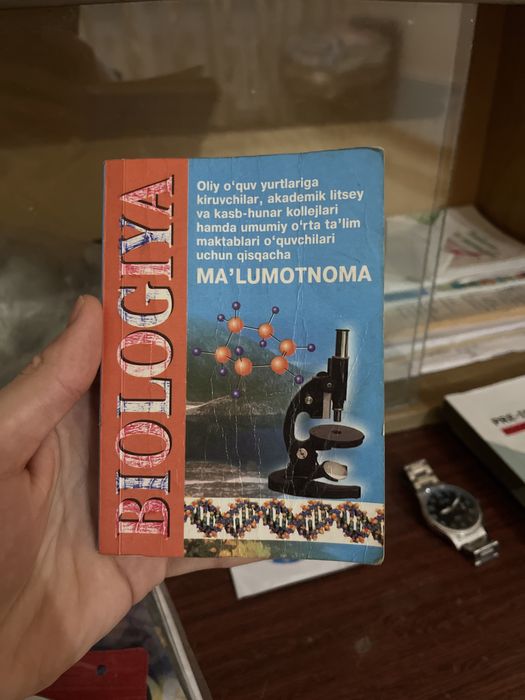 BIOLOGIYA
Oliy o‘quv yurtlariga
kiruvchilar, akademik litsey
va kasb-hunar kollejlari
hamda umumiy o‘rta ta’lim
maktablari o‘quvchilari
uchun qisqacha
MA’LUMOTNOMA